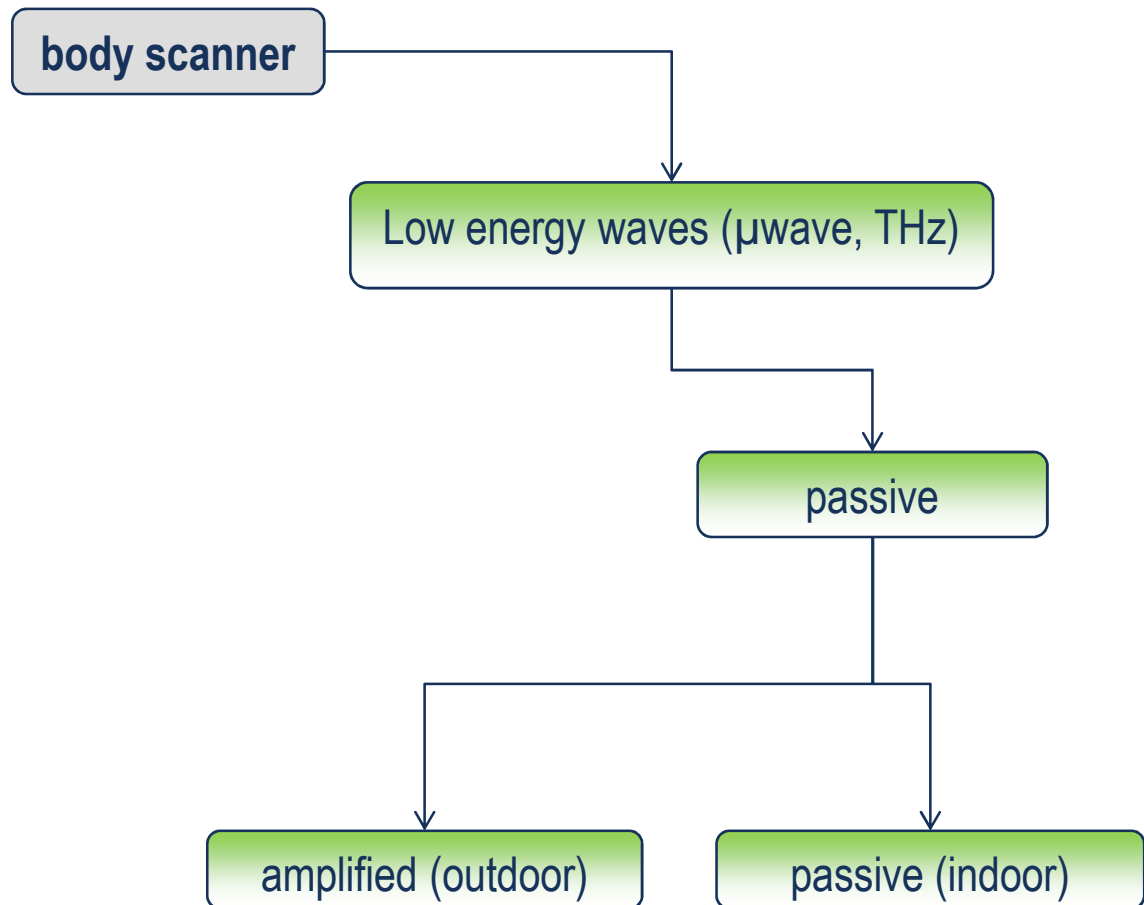 body scanner
Low energy waves (µwave, THz)
passive
amplified (outdoor)
passive (indoor)